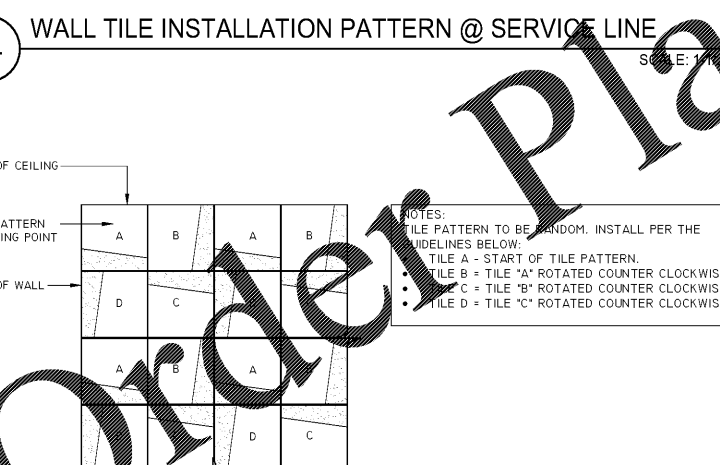 WALL TILE INSTALLATION PATTERN @ SERVICE LINE
SCALE:
OF CEILING
ATTERN
ING POINT
OF WALL
A B A B
D C
A B A
D C
NOTES:
TILE PATTERN TO BE RANDOM. INSTALL PER THE
GUIDELINES BELOW:
TILE A - START OF TILE PATTERN.
• TILE B = TILE "A" ROTATED COUNTER CLOCKWIS
• TILE C = TILE "B" ROTATED COUNTER CLOCKWIS
• TILE D = TILE "C" ROTATED COUNTER CLOCKWIS
Order Pla